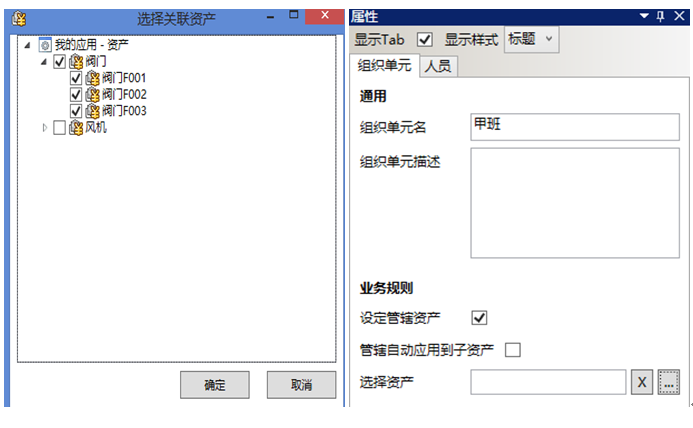 选择关联资产
我的应用 - 资产
阀门
阀门F001
阀门F002
阀门F003
风机
确定
取消
属性
显示Tab 显示样式 标题
组织单元 人员
通用
组织单元名 甲班
组织单元描述
业务规则
设定管辖资产
管辖自动应用到子资产
选择资产 X ...